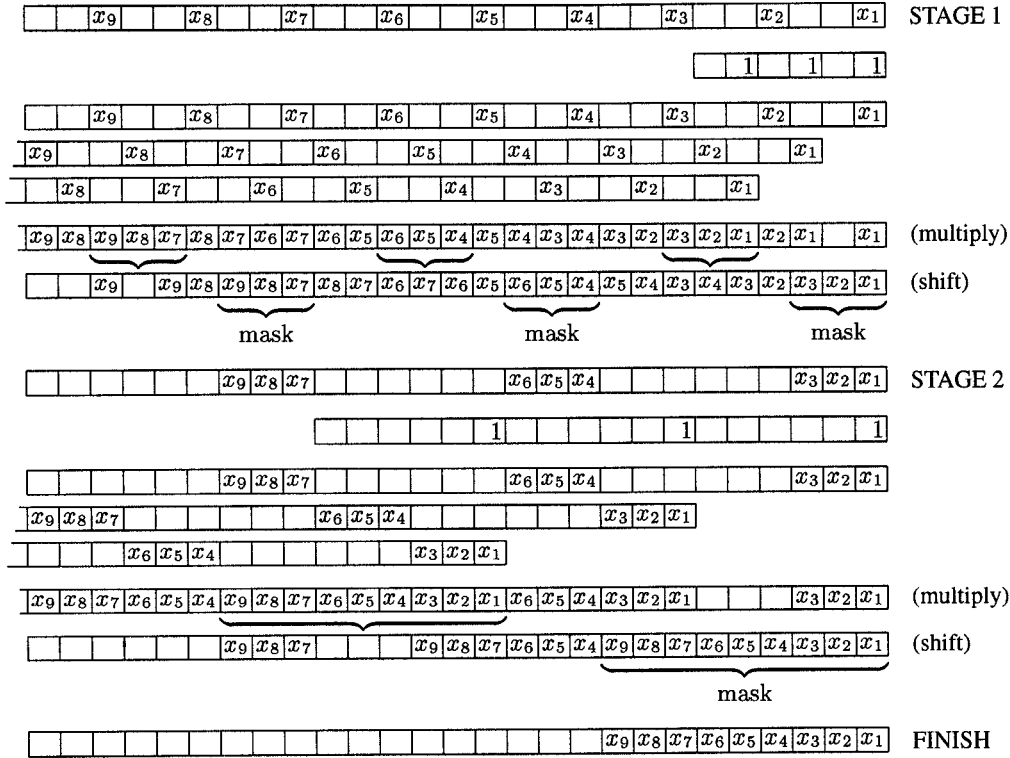 x₉ x₈ x₇ x₆ x₅ x₄ x₃ x₂ x₁ STAGE 1
1 1 1
x₉ x₈ x₇ x₆ x₅ x₄ x₃ x₂ x₁
x₉ x₈ x₇ x₆ x₅ x₄ x₃ x₂ x₁
x₈ x₇ x₆ x₅ x₄ x₃ x₂ x₁
x₉ x₈ x₉ x₈ x₇ x₈ x₇ x₆ x₇ x₆ x₅ x₆ x₅ x₄ x₅ x₄ x₃ x₄ x₃ x₂ x₃ x₂ x₁ x₂ x₁ x₁ (multiply)
x₉ x₉ x₈ x₉ x₈ x₇ x₈ x₇ x₆ x₇ x₆ x₅ x₆ x₅ x₄ x₅ x₄ x₃ x₄ x₃ x₂ x₃ x₂ x₁ (shift)
mask mask mask
x₉ x₈ x₇ x₆ x₅ x₄ x₃ x₂ x₁ STAGE 2
1 1 1
x₉ x₈ x₇ x₆ x₅ x₄ x₃ x₂ x₁
x₉ x₈ x₇ x₆ x₅ x₄ x₃ x₂ x₁
x₆ x₅ x₄ x₃ x₂ x₁
x₉ x₈ x₇ x₆ x₅ x₄ x₉ x₈ x₇ x₆ x₅ x₄ x₃ x₂ x₁ x₆ x₅ x₄ x₃ x₂ x₁ x₃ x₂ x₁ (multiply)
x₉ x₈ x₇ x₉ x₈ x₇ x₆ x₅ x₄ x₉ x₈ x₇ x₆ x₅ x₄ x₃ x₂ x₁ (shift)
mask
x₉ x₈ x₇ x₆ x₅ x₄ x₃ x₂ x₁ FINISH